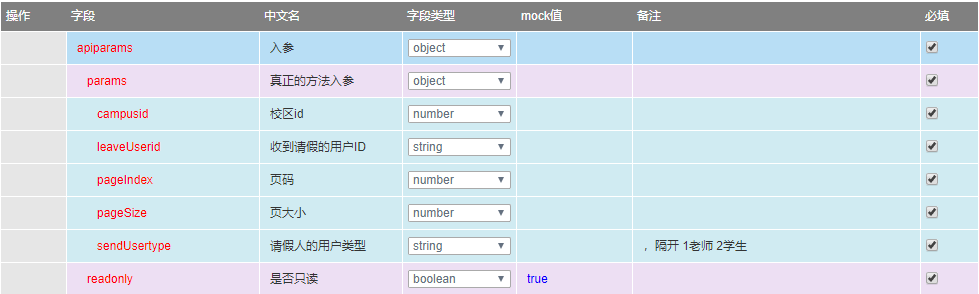 操作 字段 中文名 字段类型 mock值 备注 必填
apiparams 入参 object
params 真正的方法入参 object
campusid 校区id number
leaveUserid 收到请假的用户ID string
pageIndex 页码 number
pageSize 页大小 number
sendUsertype 请假人的用户类型 string ，隔开 1老师 2学生
readonly 是否只读 boolean true